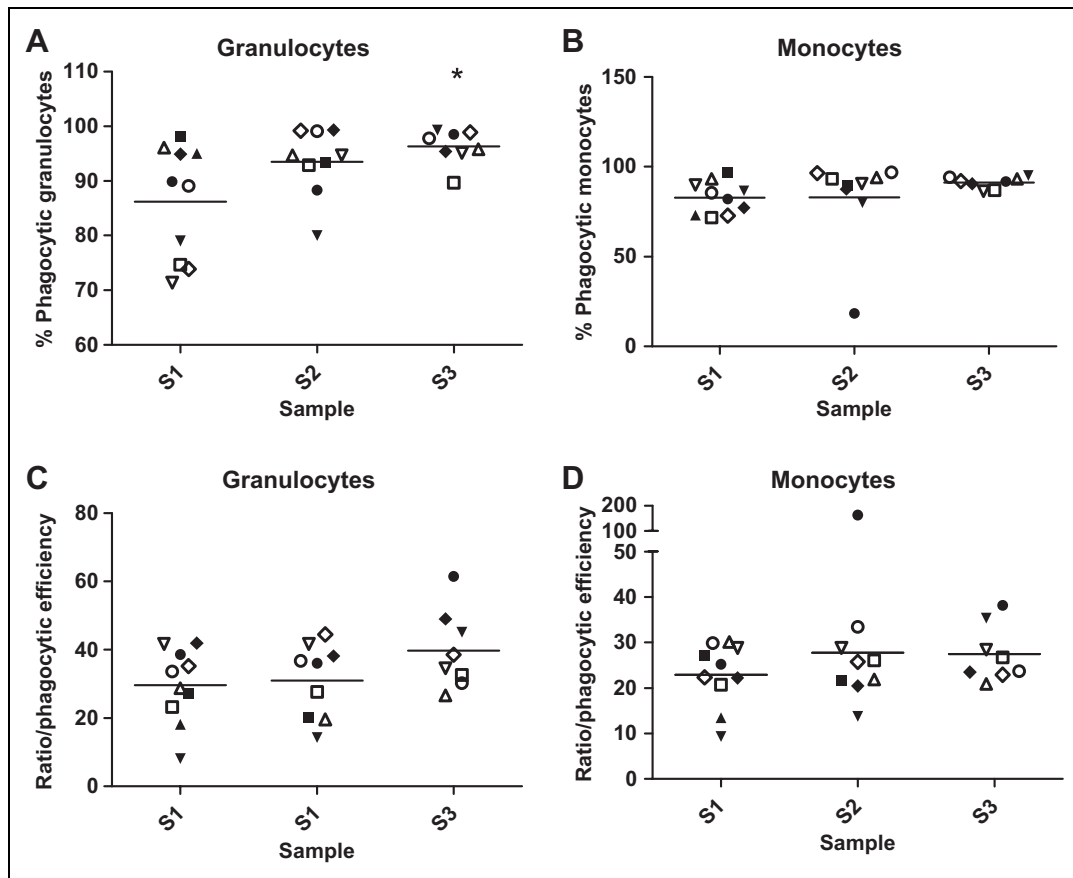 A
Granulocytes
% Phagocytic granulocytes
110
100
90
80
70
60
*
S1
S2
S3
Sample
B
Monocytes
% Phagocytic monocytes
150
100
50
0
S1
S2
S3
Sample
C
Granulocytes
Ratio/phagocytic efficiency
80
60
40
20
0
S1
S1
S3
Sample
D
Monocytes
Ratio/phagocytic efficiency
200
100
50
40
30
20
10
0
S1
S2
S3
Sample